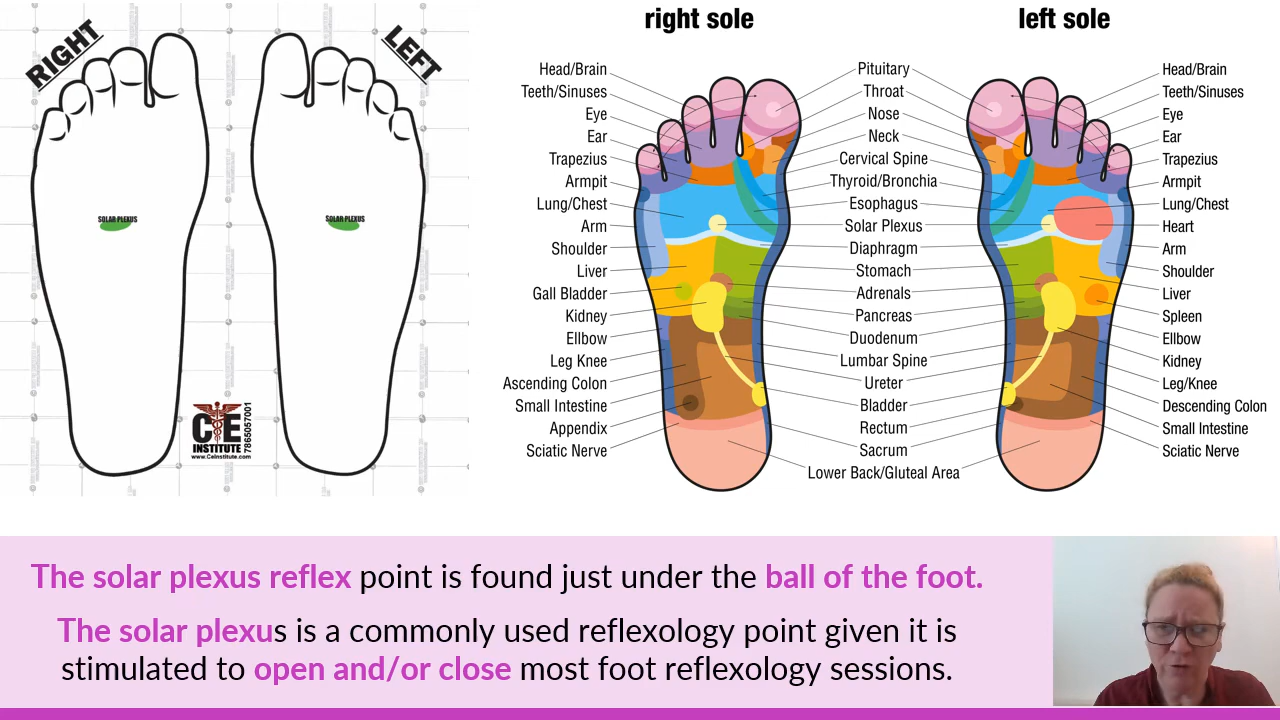 RIGHT
LEFT
SOLAR PLEXUS
SOLAR PLEXUS
CE
INSTITUTE
www.CeInstitute.com
7865057001
right sole
left sole
Head/Brain
Teeth/Sinuses
Eye
Ear
Trapezius
Armpit
Lung/Chest
Arm
Shoulder
Liver
Gall Bladder
Kidney
Ellbow
Leg Knee
Ascending Colon
Small Intestine
Appendix
Sciatic Nerve
Pituitary
Throat
Nose
Neck
Cervical Spine
Thyroid/Bronchia
Esophagus
Solar Plexus
Diaphragm
Stomach
Adrenals
Pancreas
Duodenum
Lumbar Spine
Ureter
Bladder
Rectum
Sacrum
Lower Back/Gluteal Area
Head/Brain
Teeth/Sinuses
Eye
Ear
Trapezius
Armpit
Lung/Chest
Heart
Arm
Shoulder
Liver
Spleen
Ellbow
Kidney
Leg/Knee
Descending Colon
Small Intestine
Sciatic Nerve
The solar plexus reflex point is found just under the ball of the foot.
The solar plexus is a commonly used reflexology point given it is
stimulated to open and/or close most foot reflexology sessions.